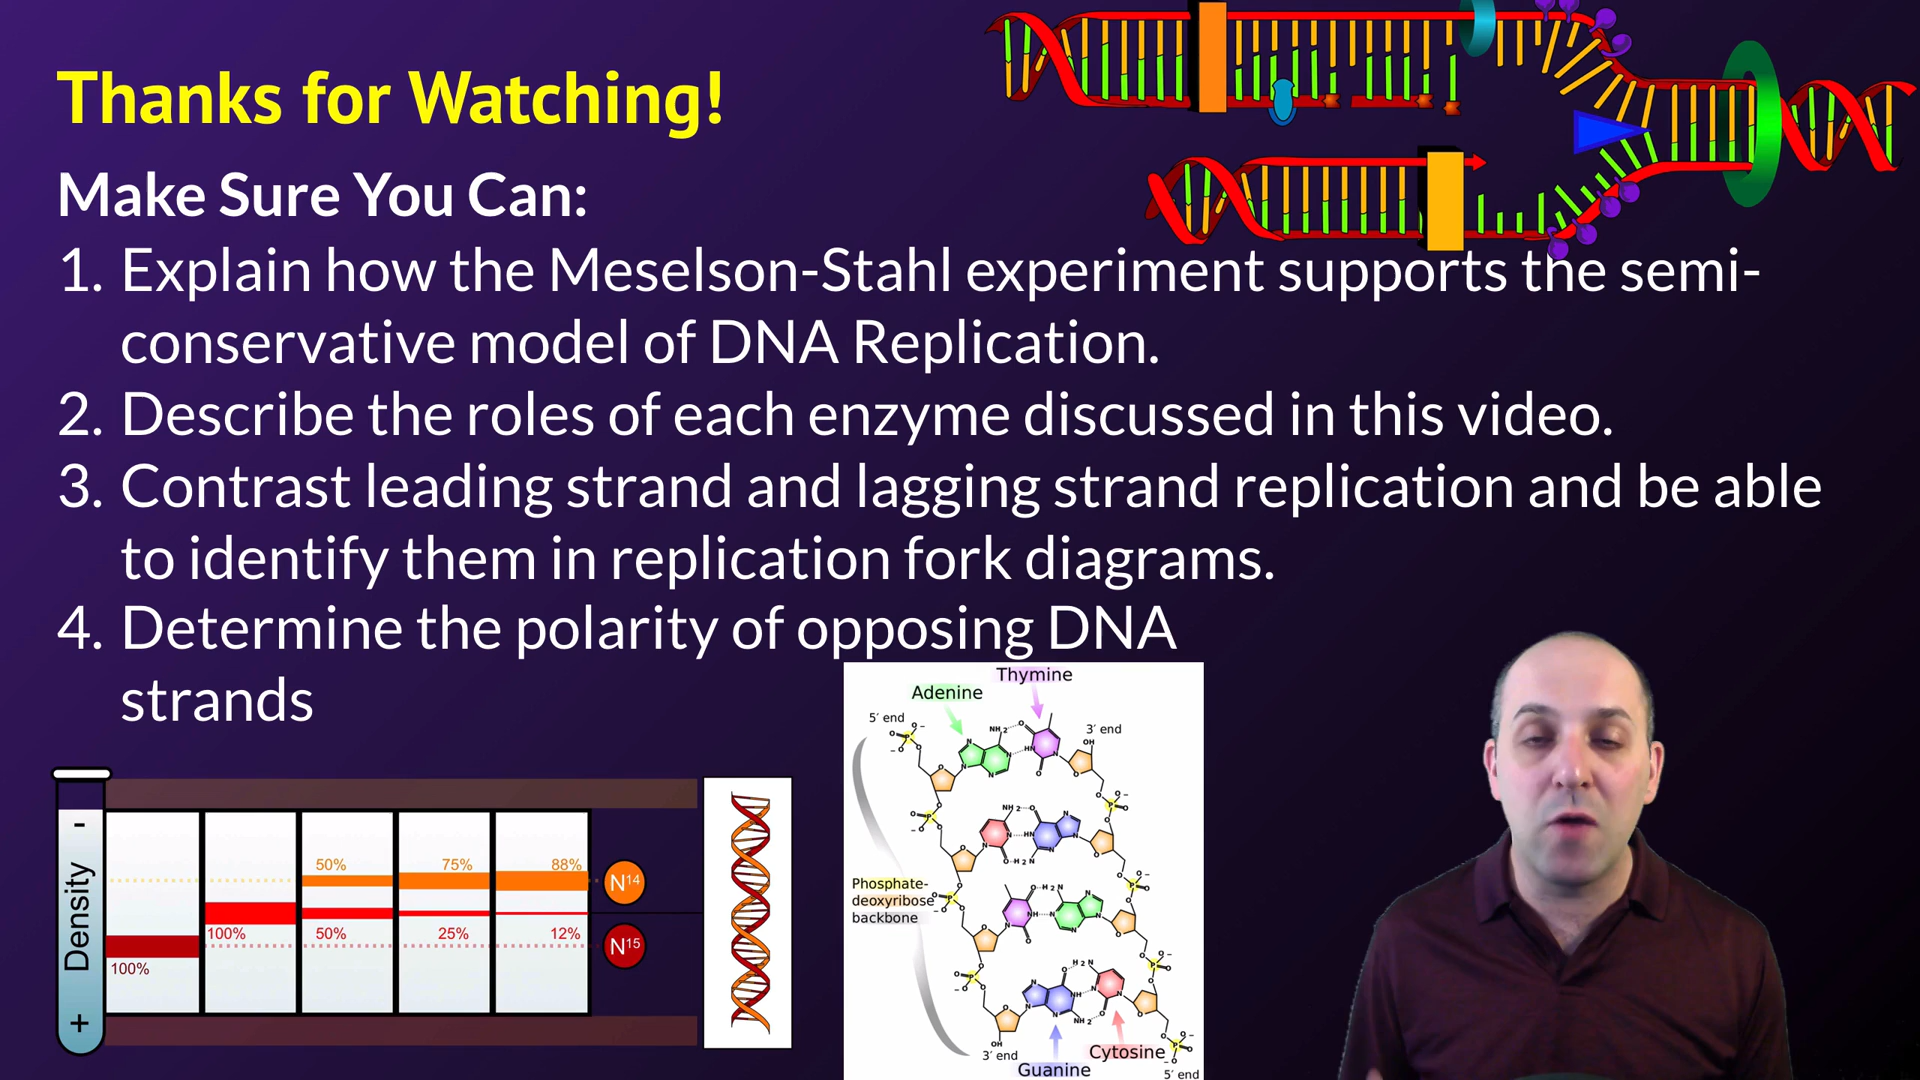 Thanks for Watching!
Make Sure You Can:
1. Explain how the Meselson-Stahl experiment supports the semi-
conservative model of DNA Replication.
2. Describe the roles of each enzyme discussed in this video.
3. Contrast leading strand and lagging strand replication and be able
to identify them in replication fork diagrams.
4. Determine the polarity of opposing DNA
strands
- Density +
50% 75% 88%
N14
100% 50% 25% 12%
N15
100%
Thymine
Adenine
5′ end
3′ end
Phosphate-
deoxyribose
backbone
3′ end
Cytosine
Guanine
5′ end